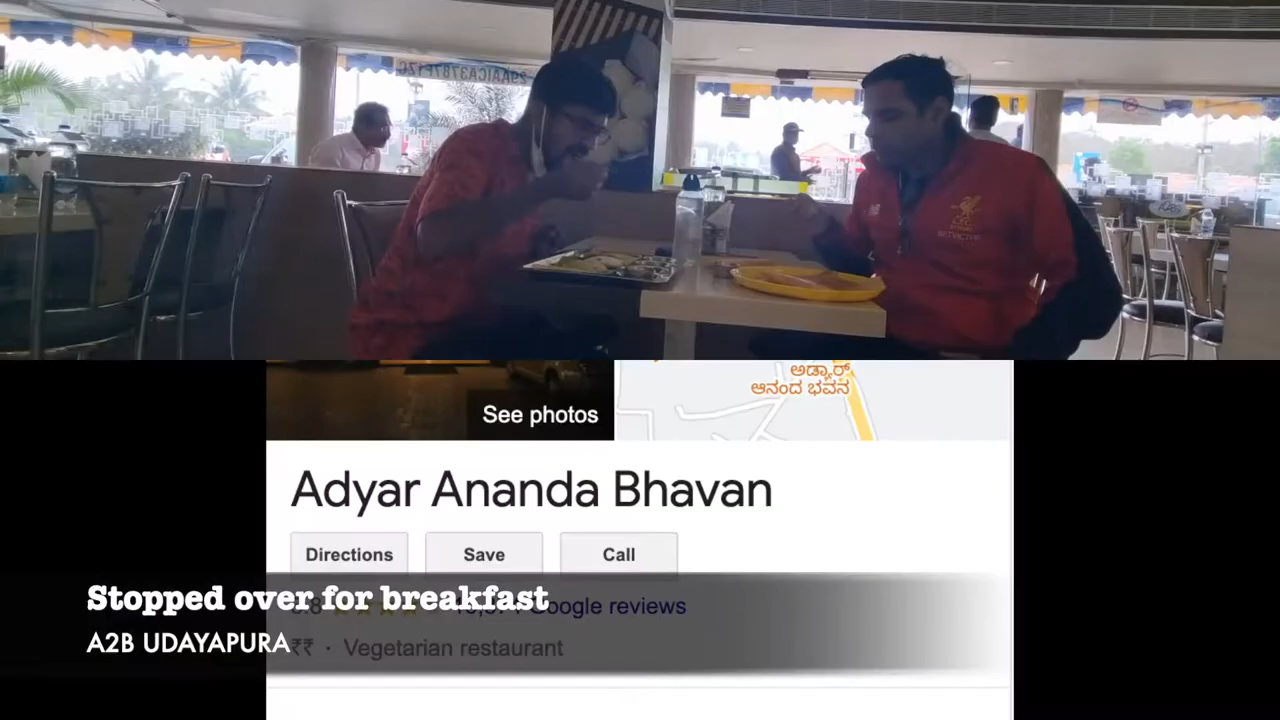 See photos
ಅಡ್ಯಾರ್
ಆನಂದ ಭವನ
Adyar Ananda Bhavan
Directions
Save
Call
Stopped over for breakfast
Google reviews
A2B UDAYAPURA
₹₹ · Vegetarian restaurant